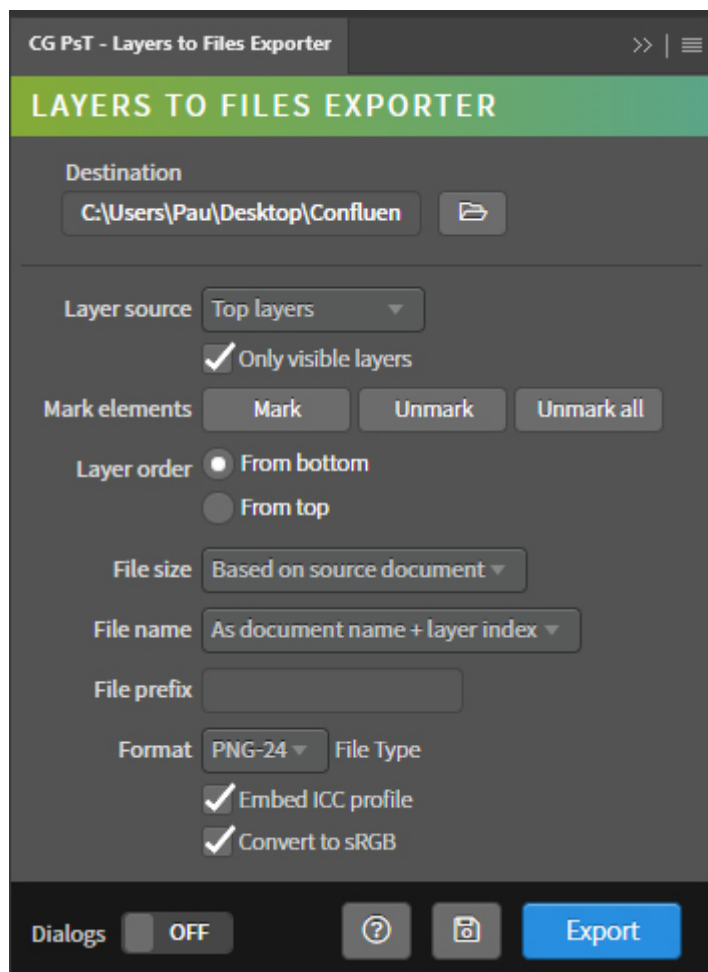 CG PsT - Layers to Files Exporter
LAYERS TO FILES EXPORTER
Destination
C:\Users\Pau\Desktop\Confluen
Layer source Top layers
Only visible layers
Mark elements Mark Unmark Unmark all
Layer order From bottom
From top
File size Based on source document
File name As document name + layer index
File prefix
Format PNG-24 File Type
Embed ICC profile
Convert to sRGB
Dialogs OFF Export